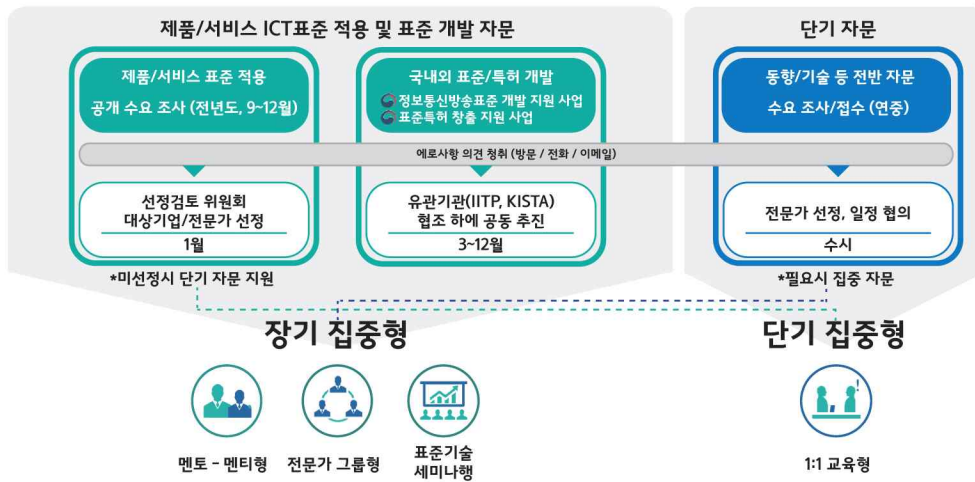 제품/서비스 ICT표준 적용 및 표준 개발 자문
단기 자문
제품/서비스 표준 적용
공개 수요 조사 (전년도, 9~12월)
국내외 표준/특허 개발
정보통신방송표준 개발 지원 사업
표준특허 창출 지원 사업
동향/기술 등 전반 자문
수요 조사/접수 (연중)
에로사항 의견 청취 (방문 / 전화 / 이메일)
선정검토 위원회
대상기업/전문가 선정
1월
유관기관(IITP, KISTA)
협조 하에 공동 추진
3~12월
전문가 선정, 일정 협의
수시
*미선정시 단기 자문 지원
*필요시 집중 자문
장기 집중형
단기 집중형
멘토 - 멘티형
전문가 그룹형
표준기술
세미나행
1:1 교육형